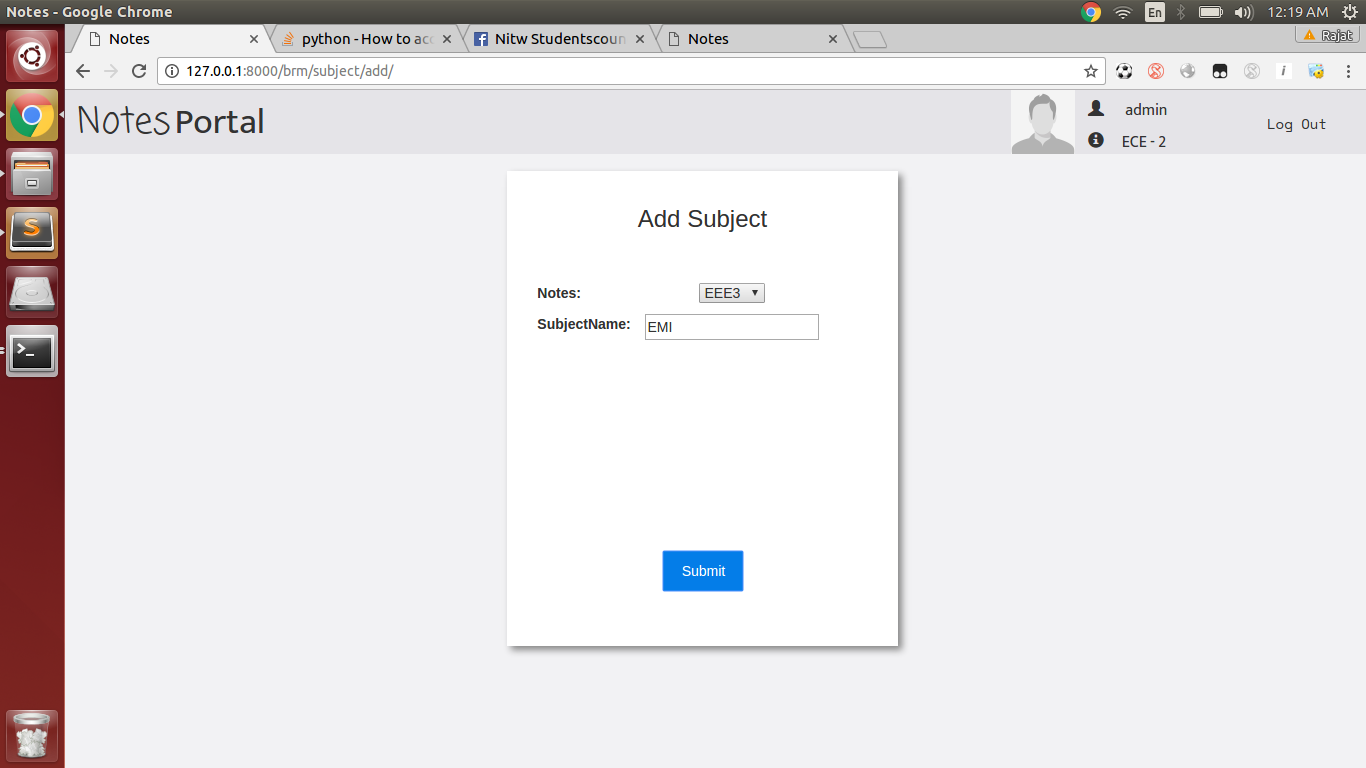 Notes - Google Chrome
En
12:19 AM
Notes
python - How to acc
Nitw Studentscoun
Notes
Rajat
127.0.0.1:8000/brm/subject/add/
Notes Portal
admin
ECE - 2
Log Out
Add Subject
Notes: EEE3
SubjectName: EMI
Submit